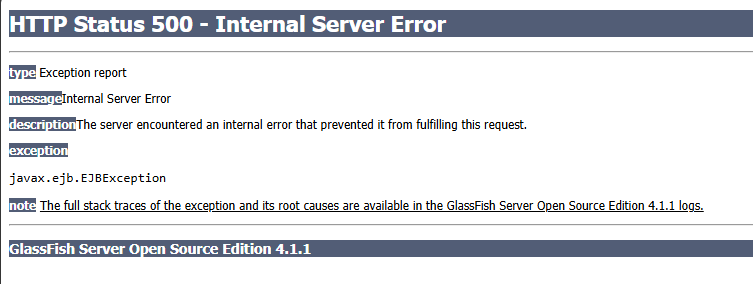 HTTP Status 500 - Internal Server Error
type Exception report
messageInternal Server Error
descriptionThe server encountered an internal error that prevented it from fulfilling this request.
exception
javax.ejb.EJBException
note The full stack traces of the exception and its root causes are available in the GlassFish Server Open Source Edition 4.1.1 logs.
GlassFish Server Open Source Edition 4.1.1